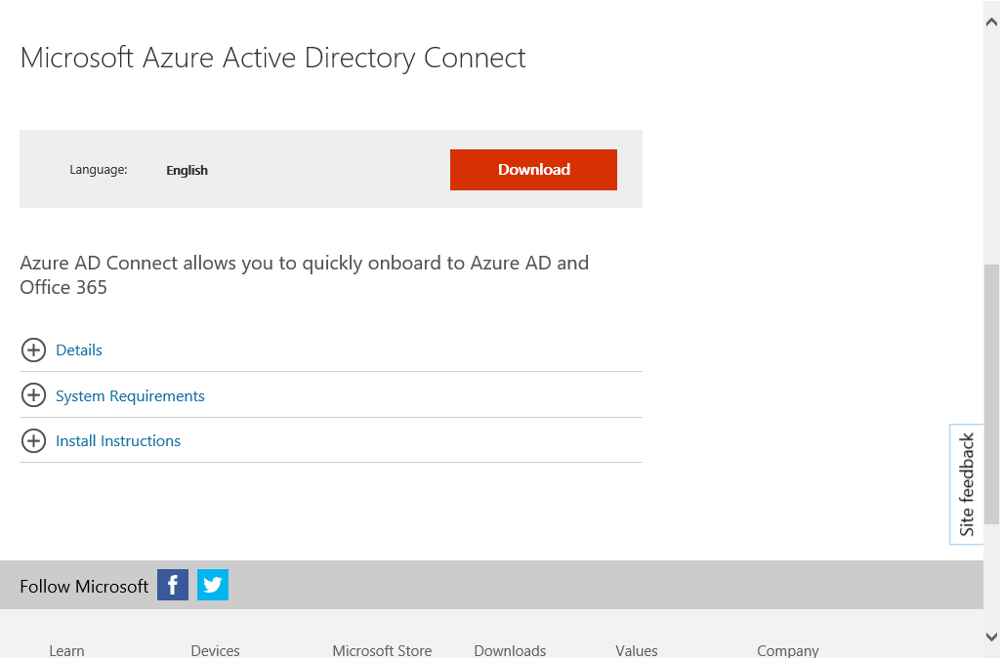 Microsoft Azure Active Directory Connect
Language: English Download
Azure AD Connect allows you to quickly onboard to Azure AD and
Office 365
Details
System Requirements
Install Instructions
Site feedback
Follow Microsoft
Learn Devices Microsoft Store Downloads Values Company